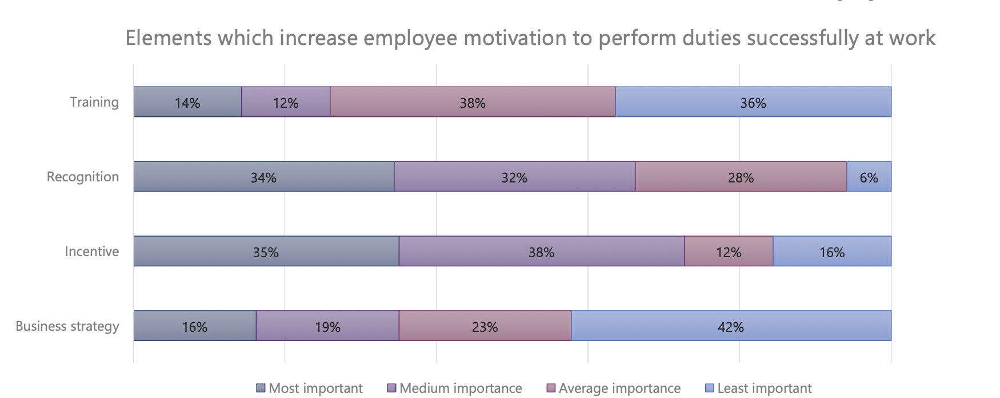 Elements which increase employee motivation to perform duties successfully at work
Training 14% 12% 38% 36%
Recognition 34% 32% 28% 6%
Incentive 35% 38% 12% 16%
Business strategy 16% 19% 23% 42%
Most important Medium importance Average importance Least important